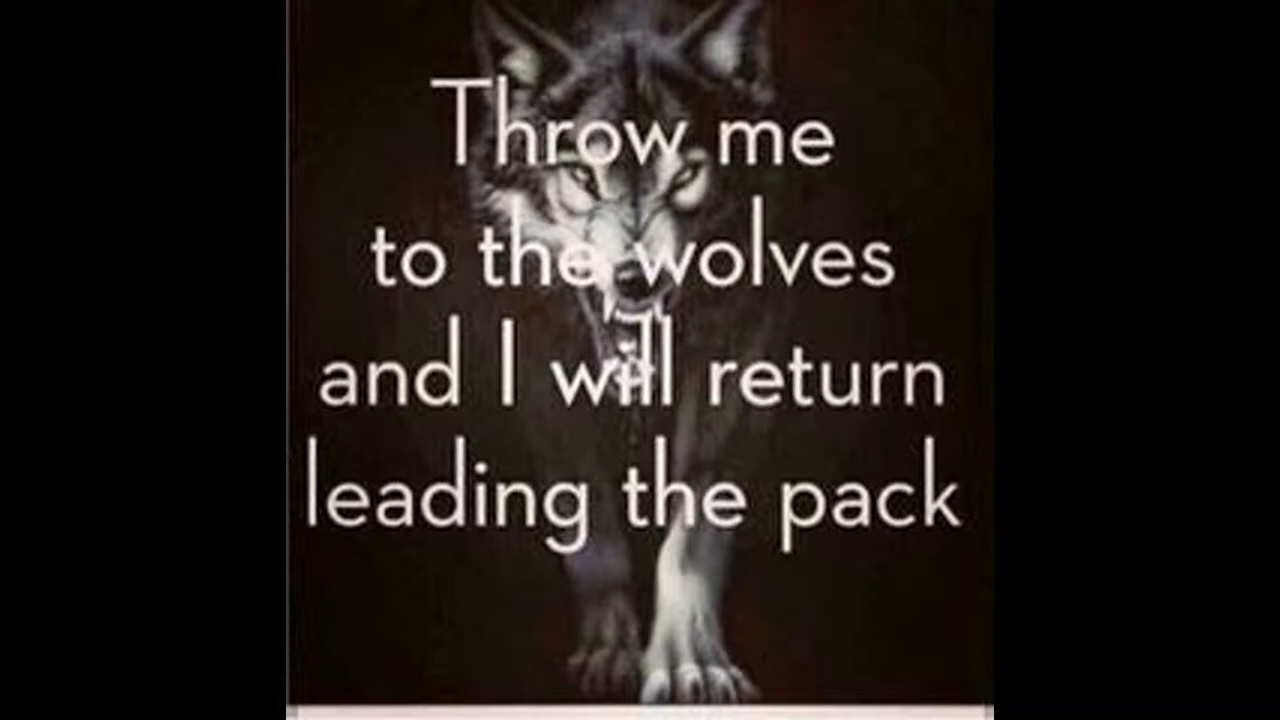 Throw me
to the wolves
and I will return
leading the pack